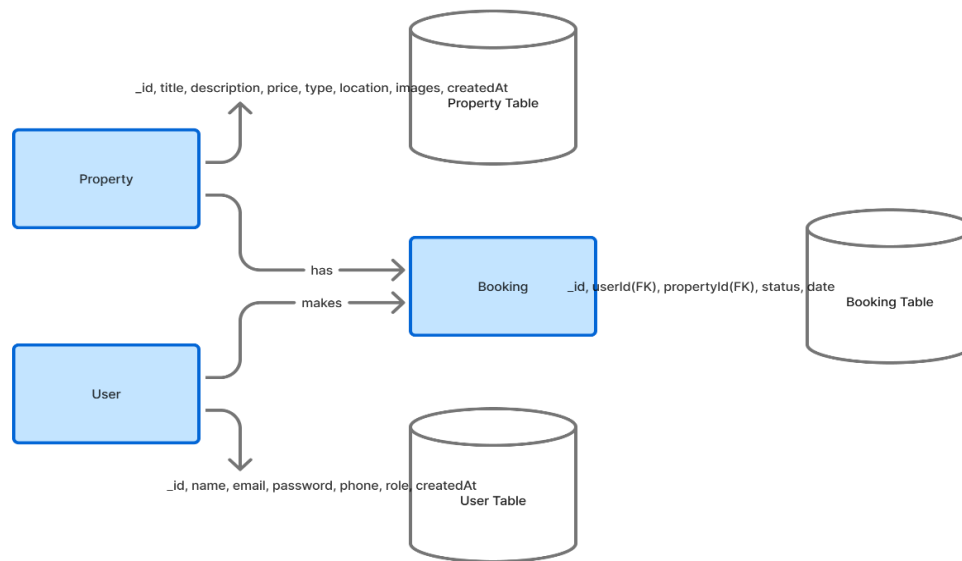 _id, title, description, price, type, location, images, createdAt
Property Table
Property
has
makes
Booking
_id, userId(FK), propertyId(FK), status, date
Booking Table
User
_id, name, email, password, phone, role, createdAt
User Table